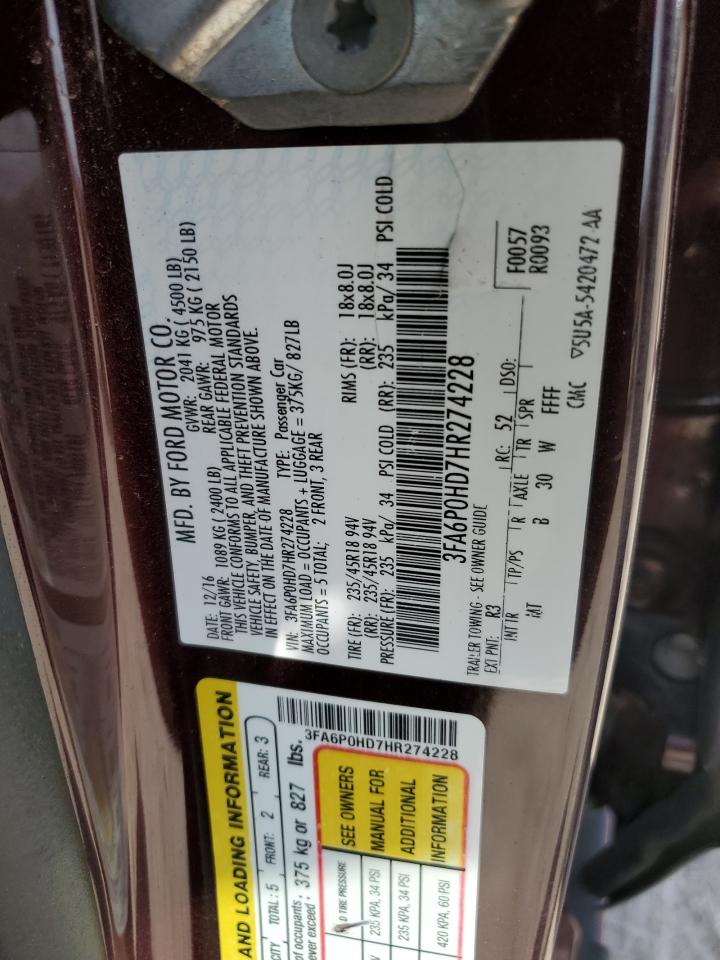 MFD. BY FORD MOTOR CO.
DATE: 12/16 GVWR: 2041 KG ( 4500 LB)
FRONT GAWR: 1089 KG (2400 LB) REAR GAWR: 975 KG ( 2150 LB)
THIS VEHICLE CONFORMS TO ALL APPLICABLE FEDERAL MOTOR
VEHICLE SAFETY, BUMPER, AND THEFT PREVENTION STANDARDS
IN EFFECT ON THE DATE OF MANUFACTURE SHOWN ABOVE.
VIN: 3FA6P0HD7HR274228 TYPE: Passenger Car
MAXIMUM LOAD = OCCUPANTS + LUGGAGE = 375KG/ 827LB
OCCUPANTS = 5 TOTAL; 2 FRONT, 3 REAR
TIRE (FR): 235/45R18 94V RIMS (FR): 18x8.0J
(RR): 235/45R18 94V (RR): 18x8.0J
PRESSURE (FR): 235 kPa/ 34 PSI COLD (RR): 235 kPa/ 34 PSI COLD
3FA6P0HD7HR274228
TRAILER TOWING - SEE OWNER GUIDE
EXT PNT: R3 RC: 52 DSO: F0057
INT TR TP/PS R AXLE TR SPR R0093
B 30 W FFFF
CMC ▽5U5A-5420472 AA
AND LOADING INFORMATION
TOTAL: 5 FRONT: 2 REAR: 3
of occupants
ever exceed 375 kg or 827 lbs.
3FA6P0HD7HR274228
D TIRE PRESSURE SEE OWNERS
235 KPA, 34 PSI MANUAL FOR
235 KPA, 34 PSI ADDITIONAL
420 KPA, 60 PSI INFORMATION